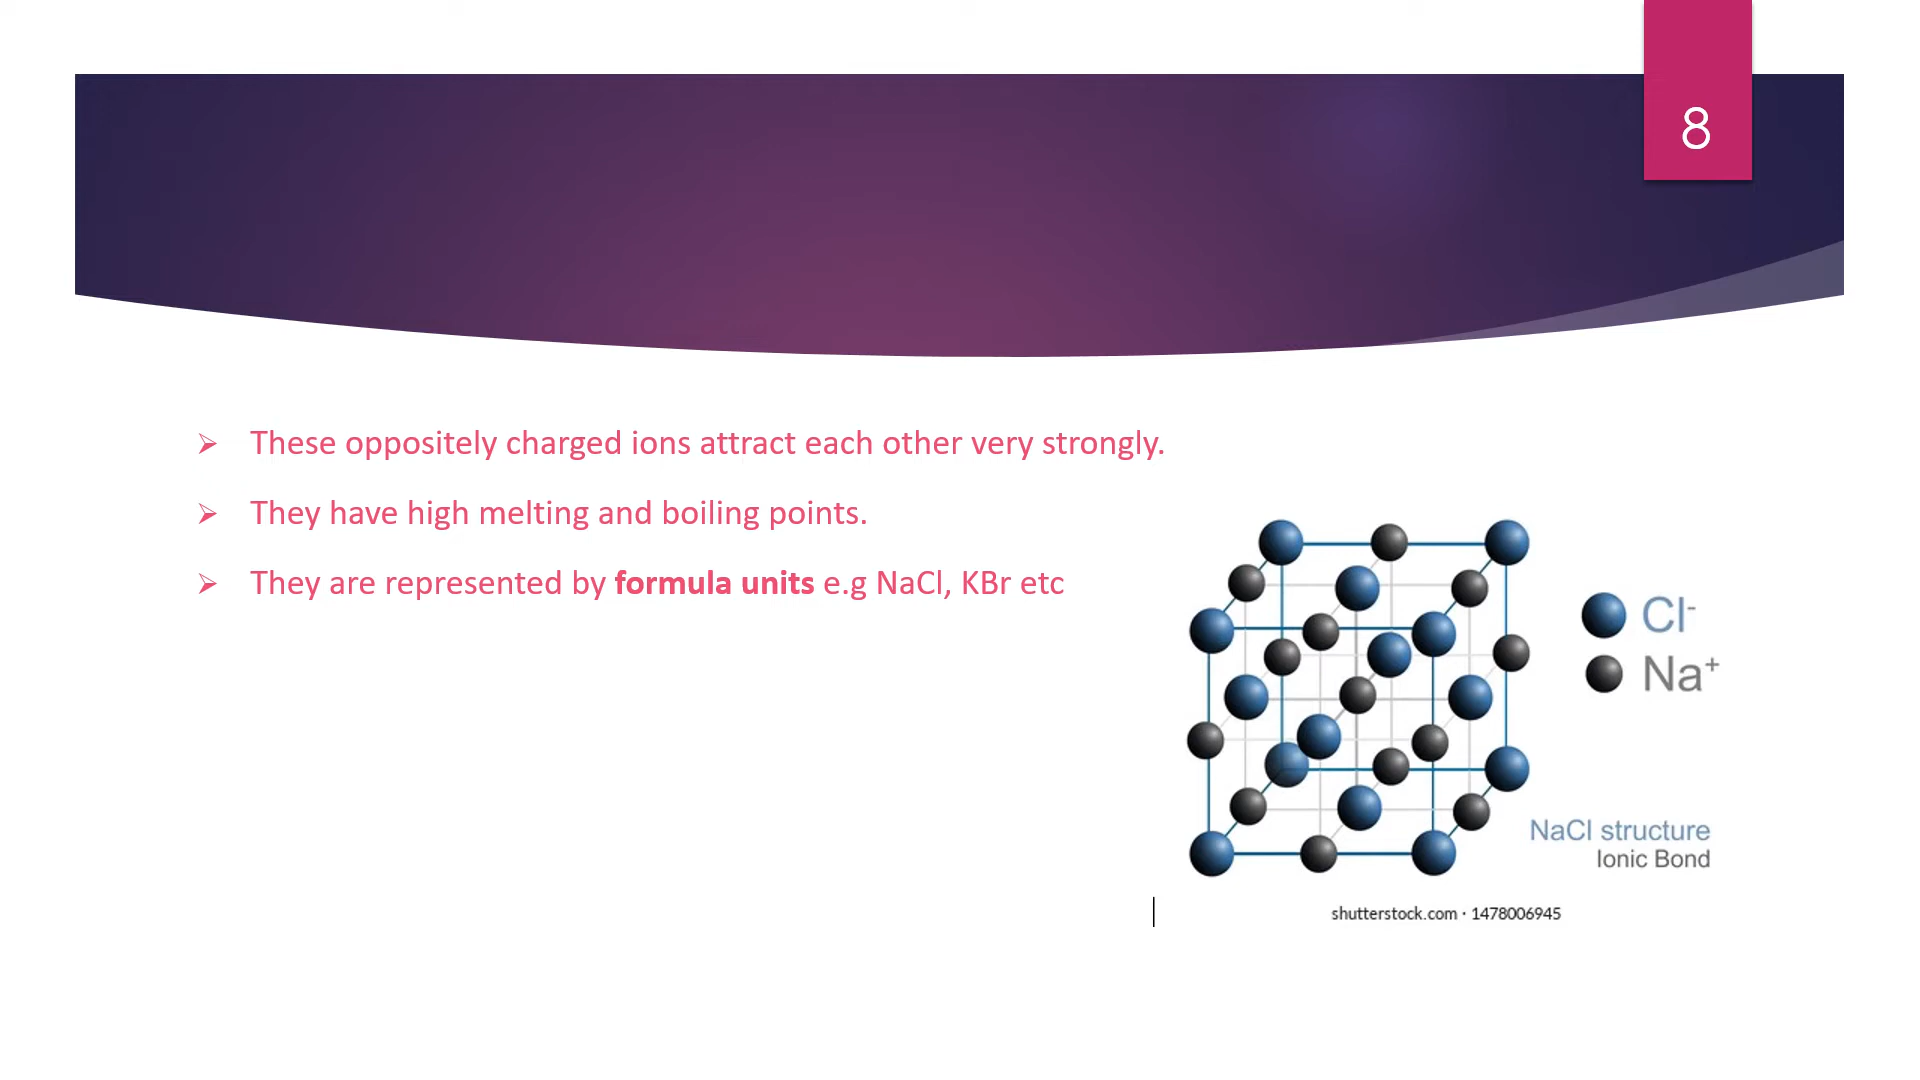 8
➢ These oppositely charged ions attract each other very strongly.
➢ They have high melting and boiling points.
➢ They are represented by formula units e.g NaCl, KBr etc
Cl⁻
Na⁺
NaCl structure
Ionic Bond
shutterstock.com · 1478006945